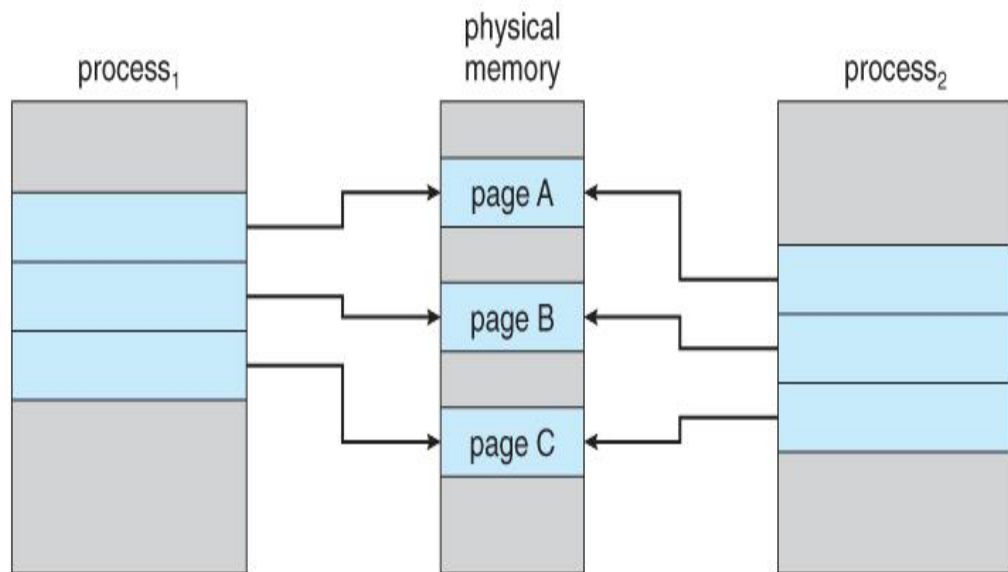 process₁
physical
memory
process₂
page A
page B
page C